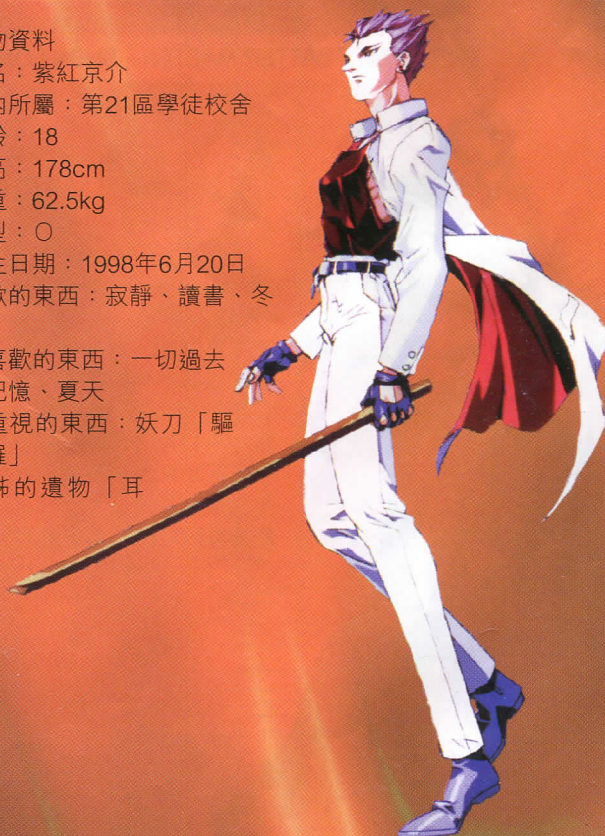 物資料
名：紫紅京介
內所屬：第21區學徒校舍
齡：18
高：178cm
重：62.5kg
型：O
生日期：1998年6月20日
歡的東西：寂靜、讀書、冬
喜歡的東西：一切過去
記憶、夏天
重視的東西：妖刀「驅
羅」
姊的遺物「耳